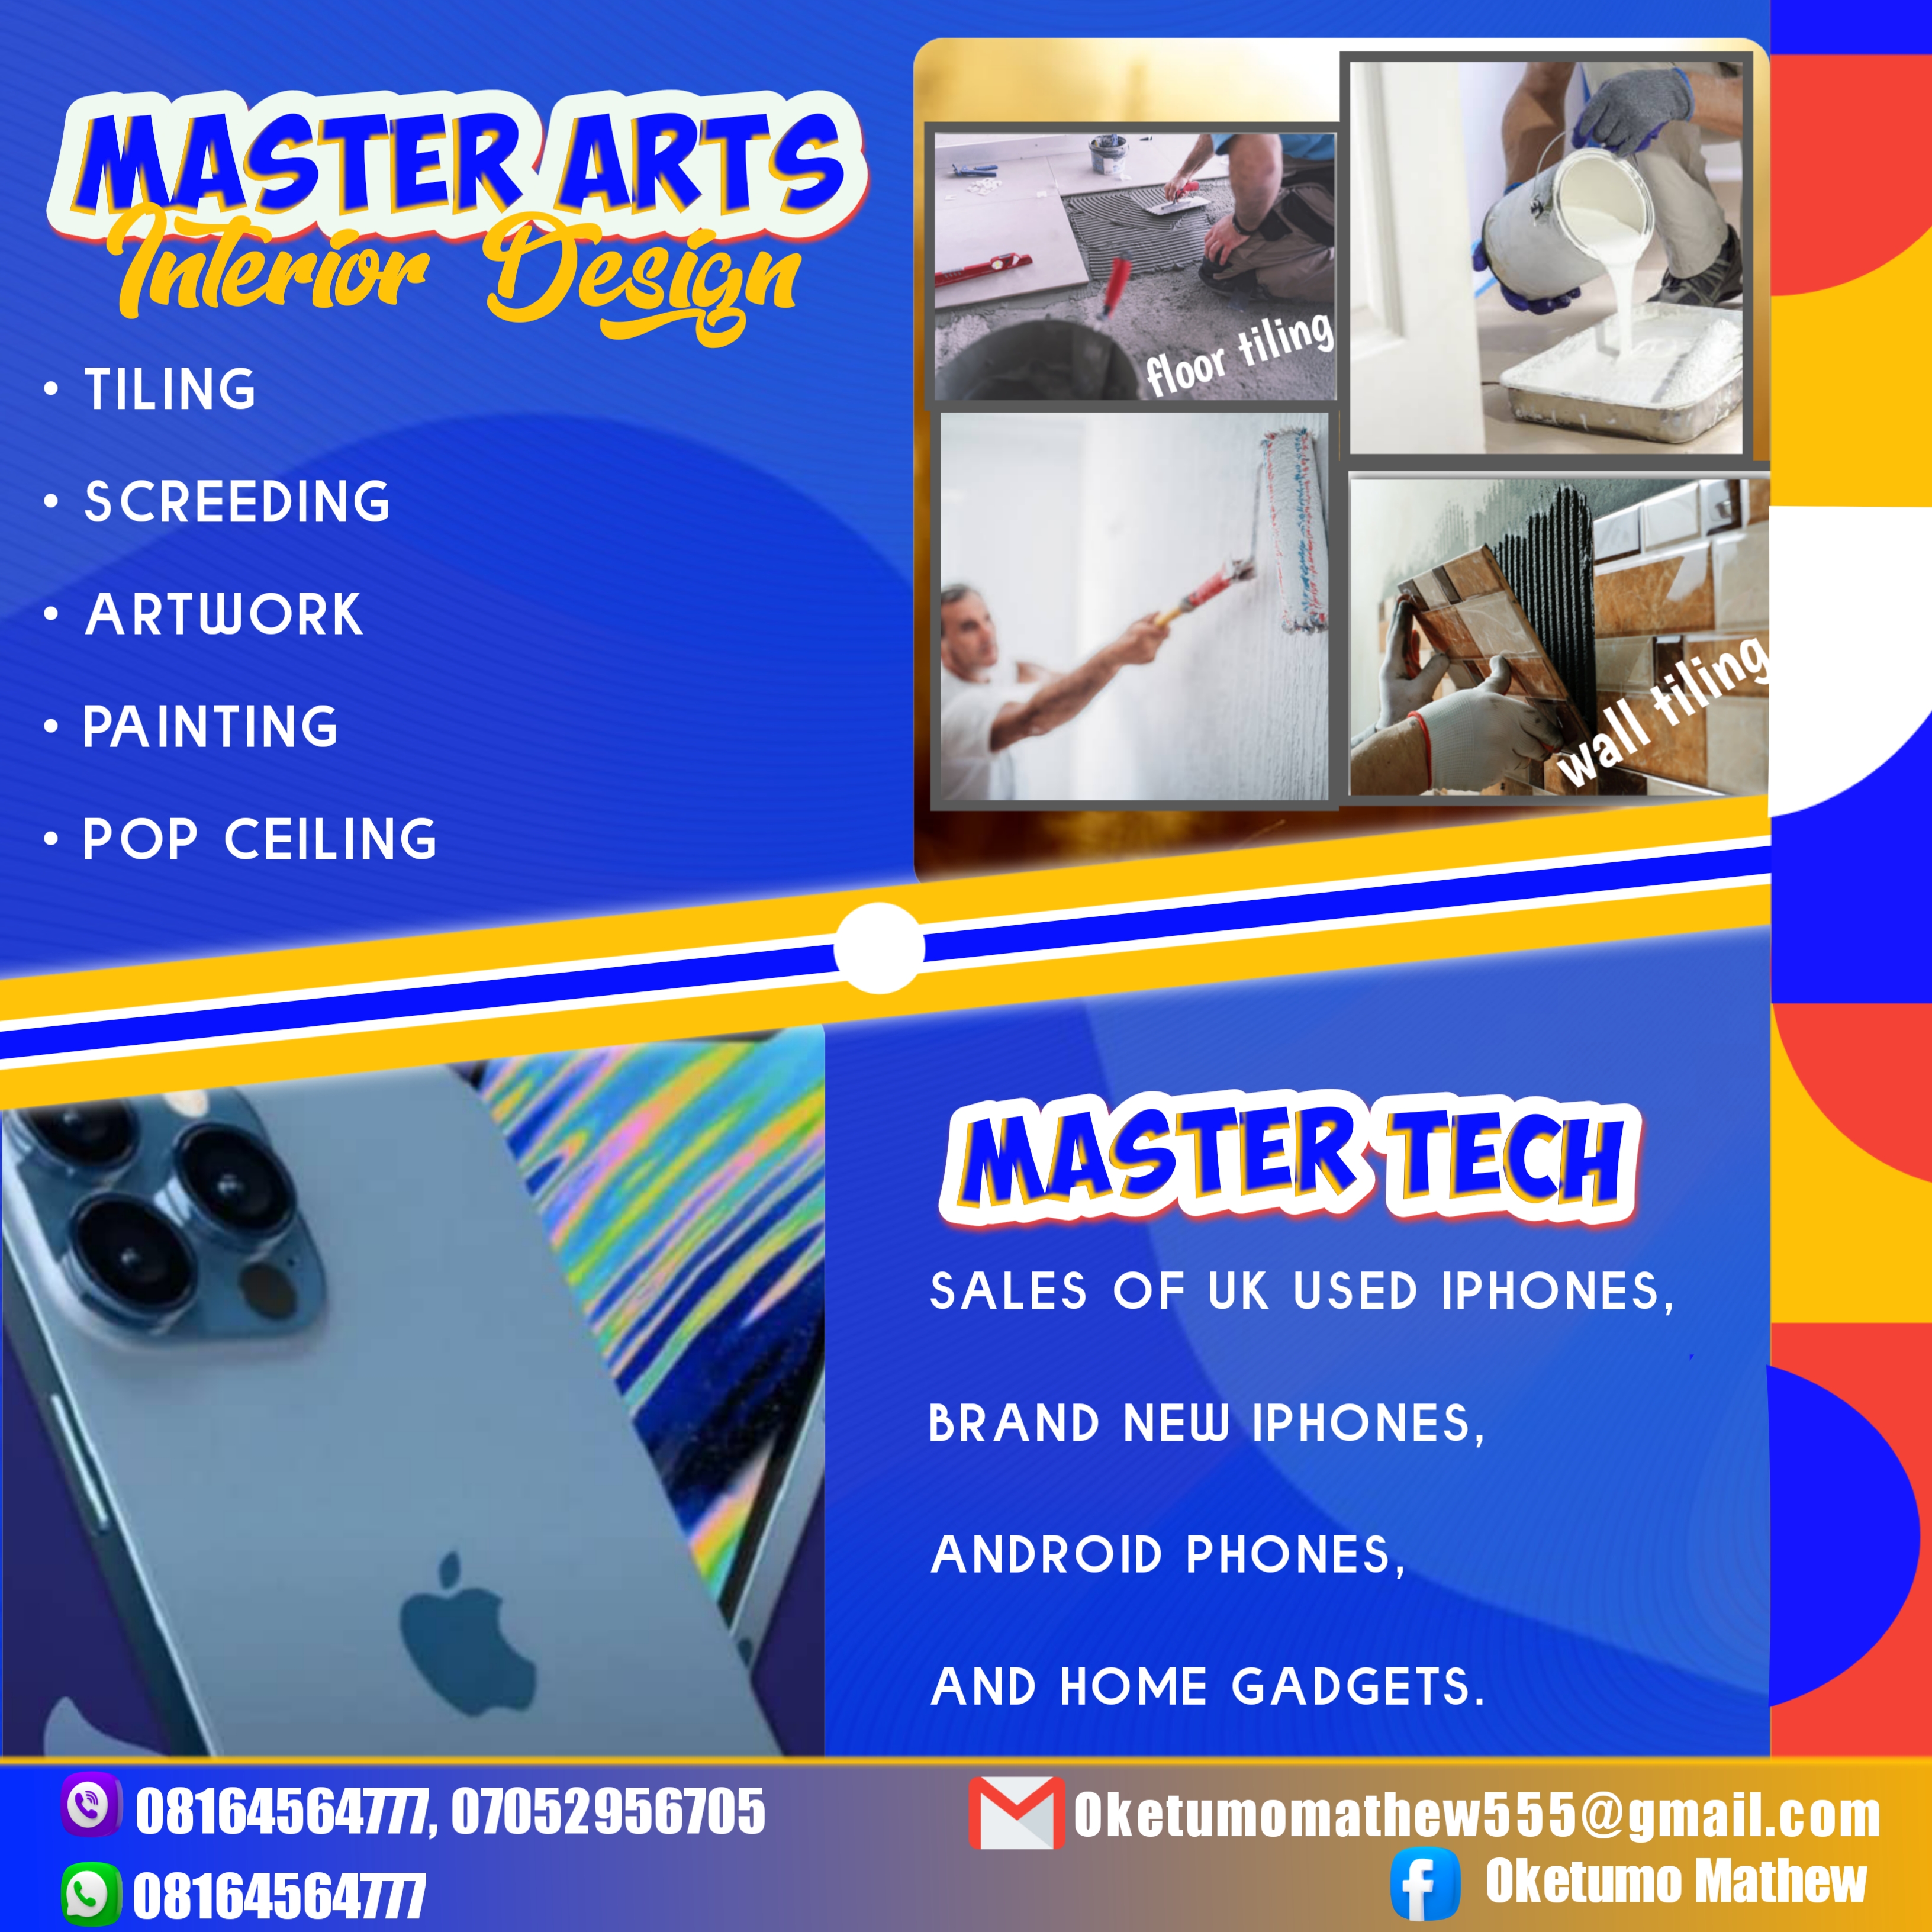 MASTER ARTS
Interior Design
• TILING
• SCREEDING
• ARTWORK
• PAINTING
• POP CEILING
floor tiling
wall tiling
MASTER TECH
SALES OF UK USED IPHONES,
BRAND NEW IPHONES,
ANDROID PHONES,
AND HOME GADGETS.
08164564777, 07052956705
08164564777
Oketumomathew555@gmail.com
Oketumo Mathew